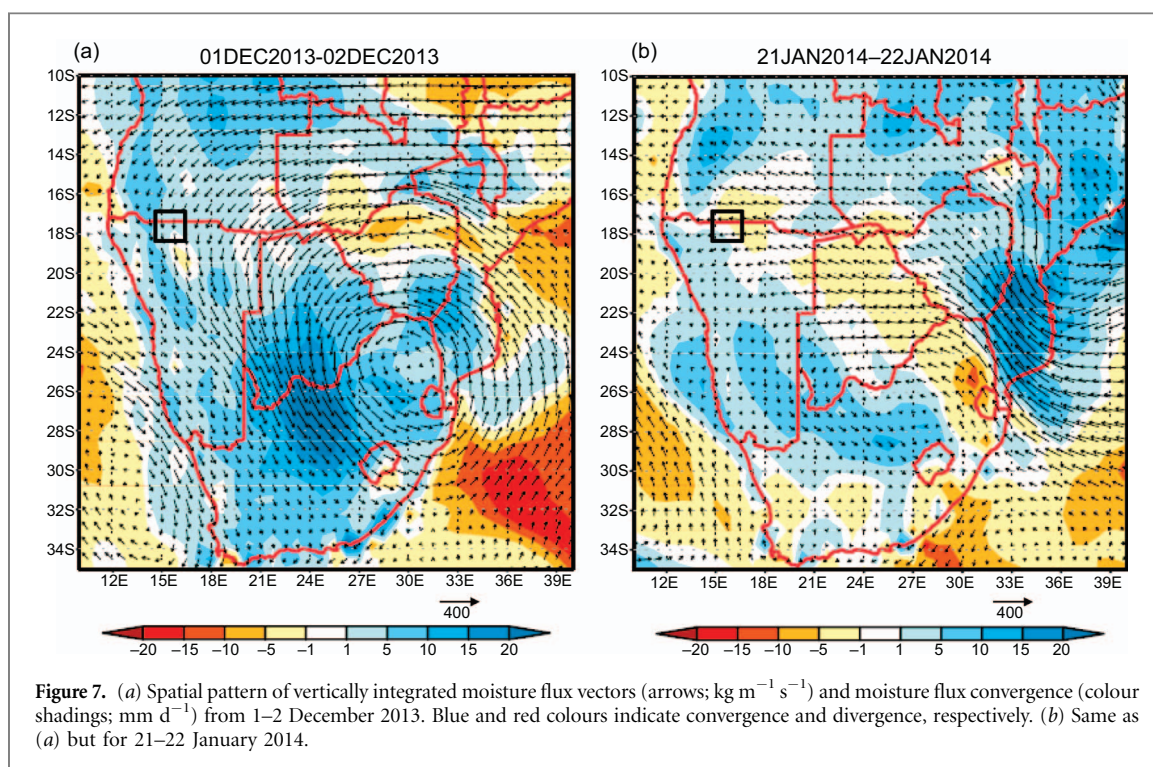 (a)
01DEC2013-02DEC2013
10S
12S
14S
16S
18S
20S
22S
24S
26S
28S
30S
32S
34S
12E 15E 18E 21E 24E 27E 30E 33E 36E 39E
400
–20 –15 –10 –5 –1 1 5 10 15 20
(b)
21JAN2014–22JAN2014
10S
12S
14S
16S
18S
20S
22S
24S
26S
28S
30S
32S
34S
12E 15E 18E 21E 24E 27E 30E 33E 36E 39E
400
–20 –15 –10 –5 –1 1 5 10 15 20
Figure 7. (a) Spatial pattern of vertically integrated moisture flux vectors (arrows; kg m⁻¹ s⁻¹) and moisture flux convergence (colour
shadings; mm d⁻¹) from 1–2 December 2013. Blue and red colours indicate convergence and divergence, respectively. (b) Same as
(a) but for 21–22 January 2014.